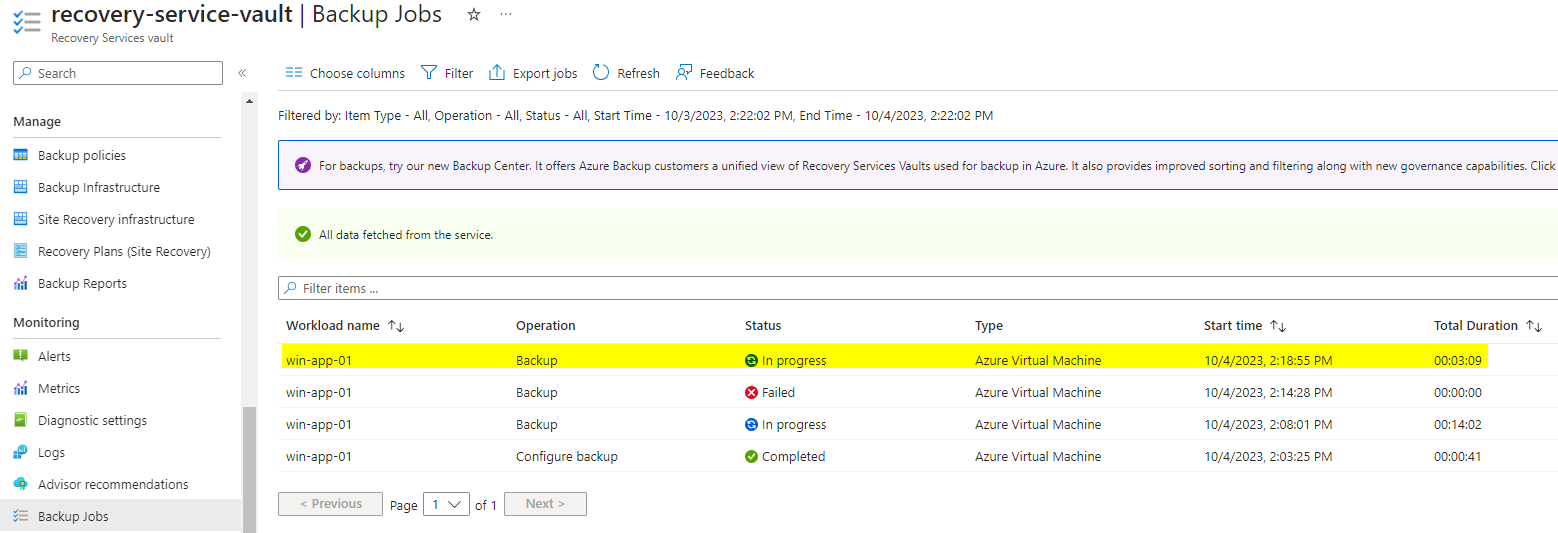 recovery-service-vault | Backup Jobs
Recovery Services vault
Search
Manage
Backup policies
Backup Infrastructure
Site Recovery infrastructure
Recovery Plans (Site Recovery)
Backup Reports
Monitoring
Alerts
Metrics
Diagnostic settings
Logs
Advisor recommendations
Backup Jobs
Choose columns Filter Export jobs Refresh Feedback
Filtered by: Item Type - All, Operation - All, Status - All, Start Time - 10/3/2023, 2:22:02 PM, End Time - 10/4/2023, 2:22:02 PM
For backups, try our new Backup Center. It offers Azure Backup customers a unified view of Recovery Services Vaults used for backup in Azure. It also provides improved sorting and filtering along with new governance capabilities. Click
All data fetched from the service.
Filter items ...
Workload name Operation Status Type Start time Total Duration
win-app-01 Backup In progress Azure Virtual Machine 10/4/2023, 2:18:55 PM 00:03:09
win-app-01 Backup Failed Azure Virtual Machine 10/4/2023, 2:14:28 PM 00:00:00
win-app-01 Backup In progress Azure Virtual Machine 10/4/2023, 2:08:01 PM 00:14:02
win-app-01 Configure backup Completed Azure Virtual Machine 10/4/2023, 2:03:25 PM 00:00:41
< Previous Page 1 of 1 Next >